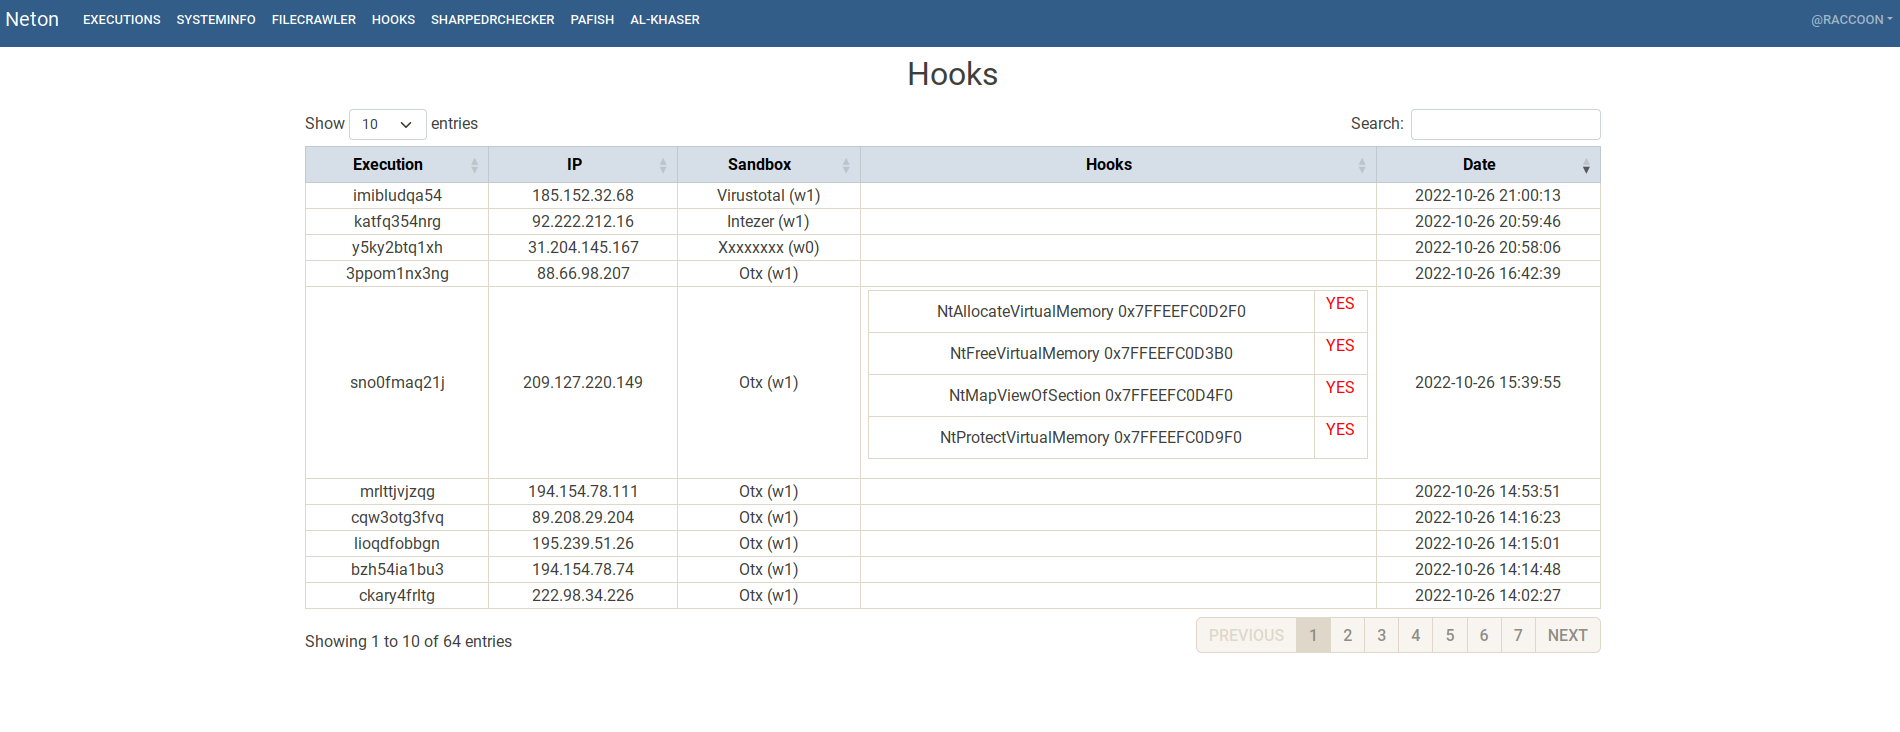 Neton EXECUTIONS SYSTEMINFO FILECRAWLER HOOKS SHARPEDRCHECKER PAFISH AL-KHASER @RACCOON
Hooks
Show 10 entries Search:
Execution IP Sandbox Hooks Date
imibludqa54 185.152.32.68 Virustotal (w1) 2022-10-26 21:00:13
katfq354nrg 92.222.212.16 Intezer (w1) 2022-10-26 20:59:46
y5ky2btq1xh 31.204.145.167 Xxxxxxxx (w0) 2022-10-26 20:58:06
3ppom1nx3ng 88.66.98.207 Otx (w1) 2022-10-26 16:42:39
NtAllocateVirtualMemory 0x7FFEEFC0D2F0 YES
NtFreeVirtualMemory 0x7FFEEFC0D3B0 YES
sno0fmaq21j 209.127.220.149 Otx (w1) 2022-10-26 15:39:55
NtMapViewOfSection 0x7FFEEFC0D4F0 YES
NtProtectVirtualMemory 0x7FFEEFC0D9F0 YES
mrlttjvjzqg 194.154.78.111 Otx (w1) 2022-10-26 14:53:51
cqw3otg3fvq 89.208.29.204 Otx (w1) 2022-10-26 14:16:23
lioqdfobbgn 195.239.51.26 Otx (w1) 2022-10-26 14:15:01
bzh54ia1bu3 194.154.78.74 Otx (w1) 2022-10-26 14:14:48
ckary4frltg 222.98.34.226 Otx (w1) 2022-10-26 14:02:27
Showing 1 to 10 of 64 entries PREVIOUS 1 2 3 4 5 6 7 NEXT